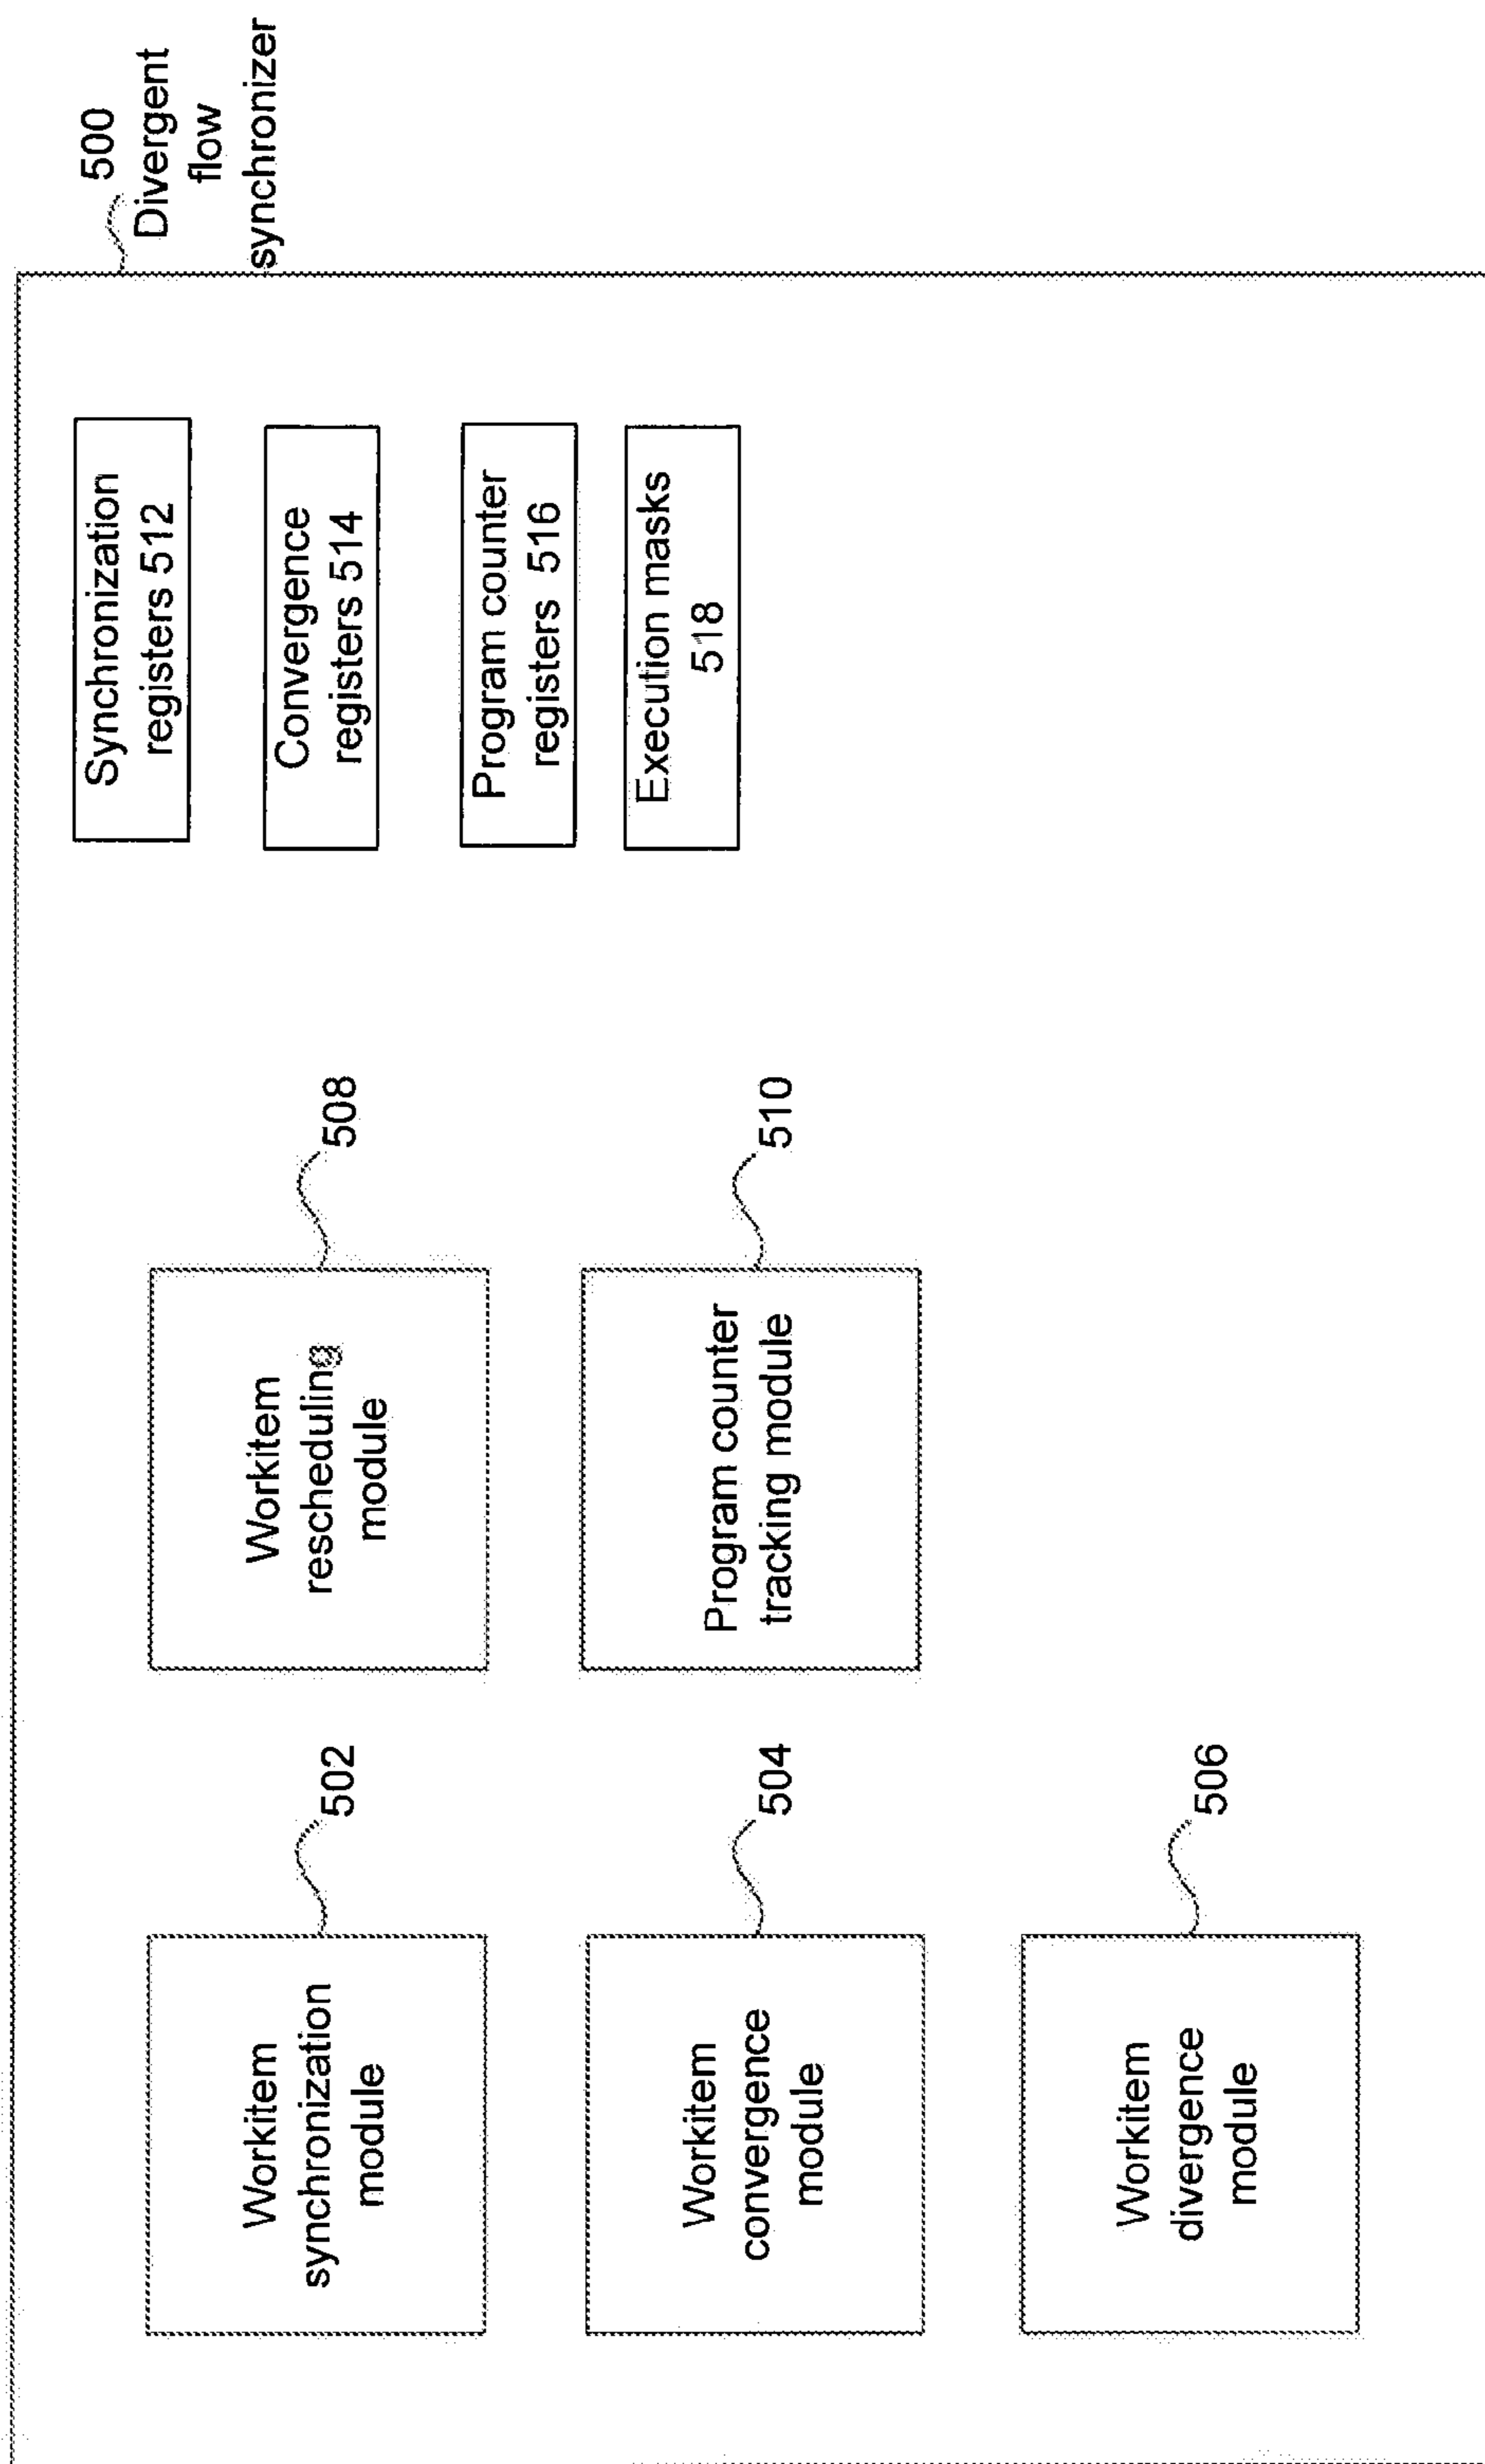 500
Divergent
flow
synchronizer
Workitem
synchronization
module
502
Workitem
convergence
module
504
Workitem
divergence
module
506
Workitem
rescheduling
module
508
Program counter
tracking module
510
Synchronization
registers 512
Convergence
registers 514
Program counter
registers 516
Execution masks
518